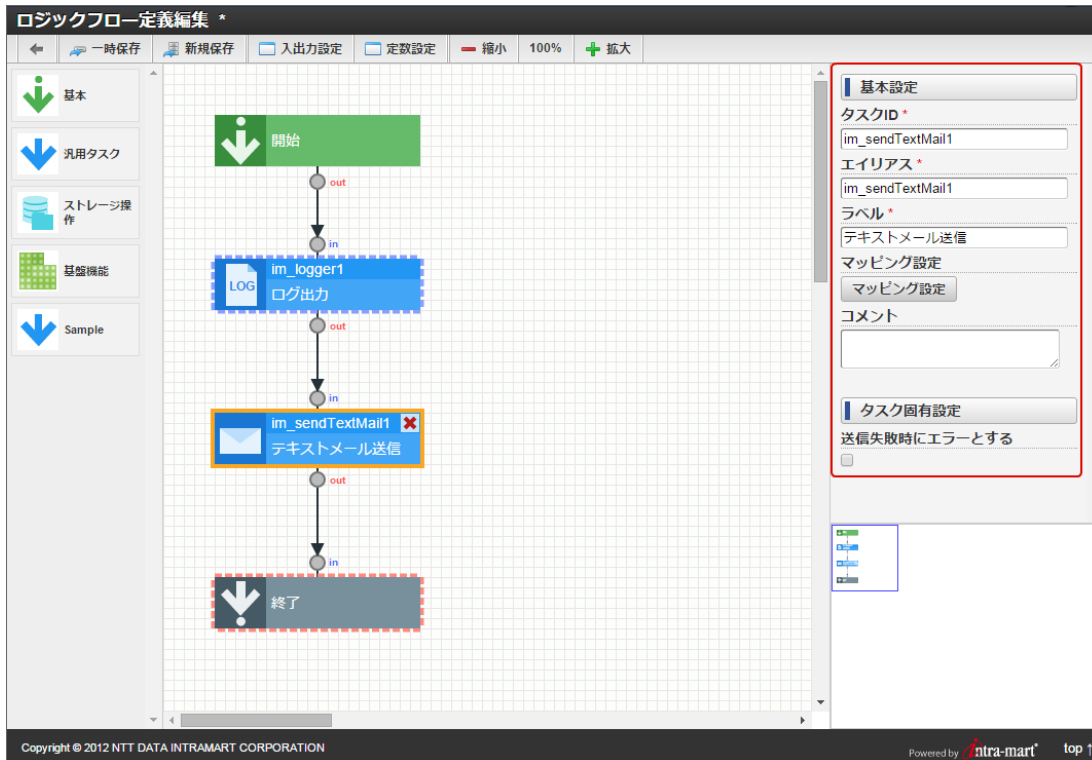 ロジックフロー定義編集 *
一時保存 新規保存 入出力設定 定数設定 縮小 100% 拡大
基本
汎用タスク
ストレージ操
作
基盤機能
Sample
開始
out
in
LOG
im_logger1
ログ出力
out
in
im_sendTextMail1
テキストメール送信
out
in
終了
基本設定
タスクID *
im_sendTextMail1
エイリアス *
im_sendTextMail1
ラベル *
テキストメール送信
マッピング設定
マッピング設定
コメント
タスク固有設定
送信失敗時にエラーとする
Copyright © 2012 NTT DATA INTRAMART CORPORATION
Powered by intra-mart
top ↑